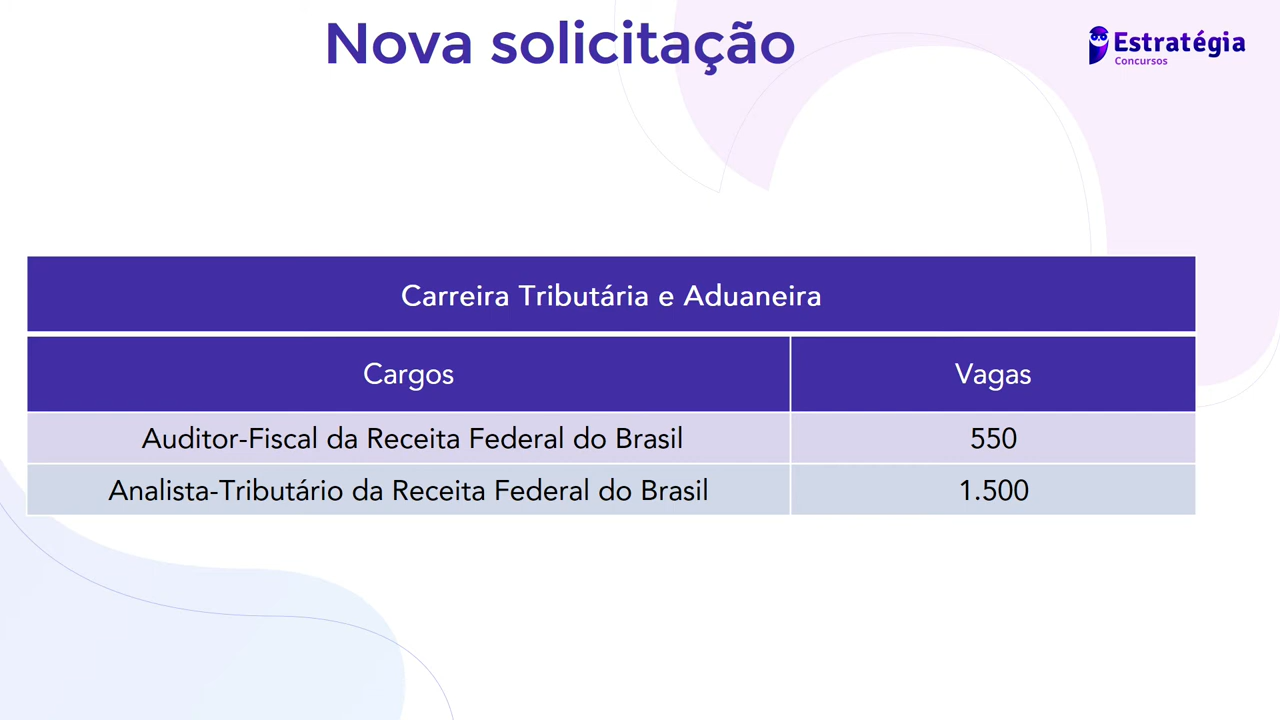 Nova solicitação
Estratégia
Concursos
Carreira Tributária e Aduaneira
Cargos Vagas
Auditor-Fiscal da Receita Federal do Brasil 550
Analista-Tributário da Receita Federal do Brasil 1.500